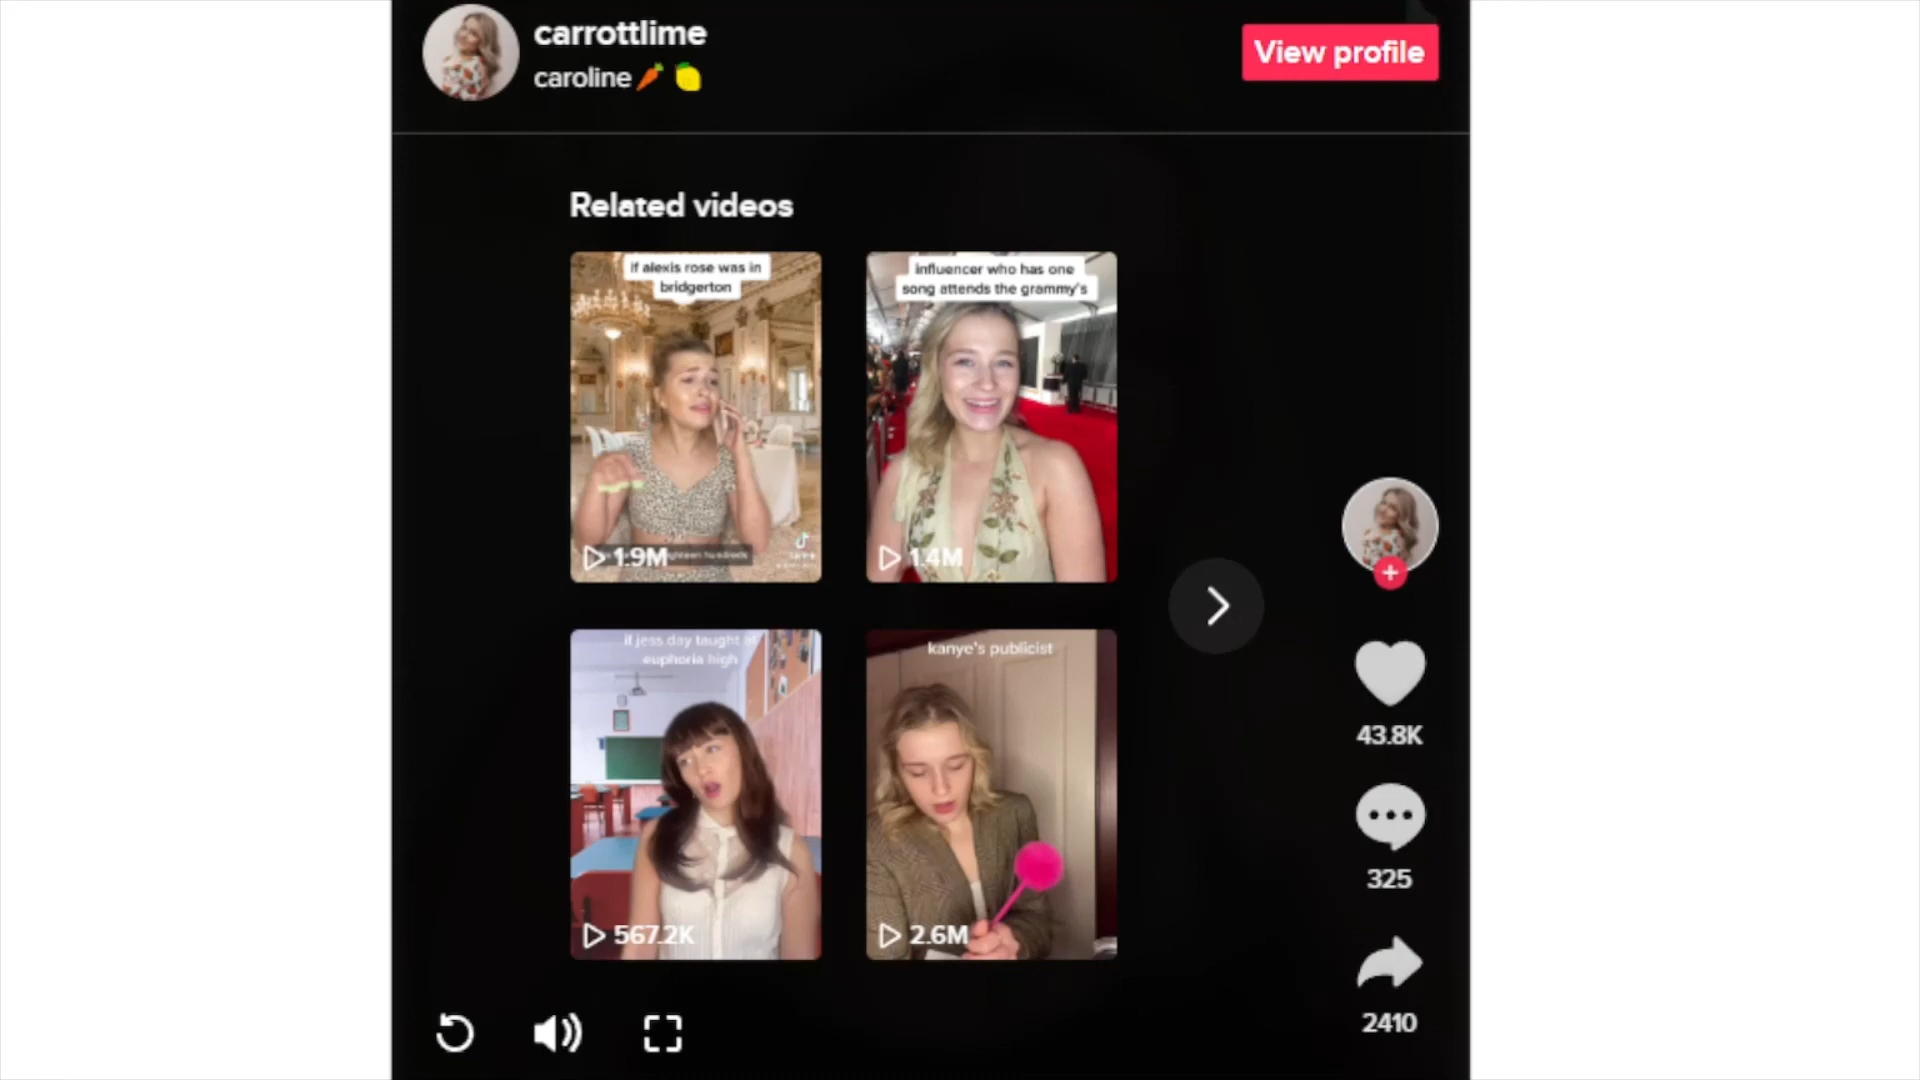 carrottlime
caroline
View profile
Related videos
if alexis rose was in
bridgerton
influencer who has one
song attends the grammy's
1.9M
hundreds
1.4M
if jess day taught at
euphoria high
kanye's publicist
567.2K
2.6M
43.8K
325
2410